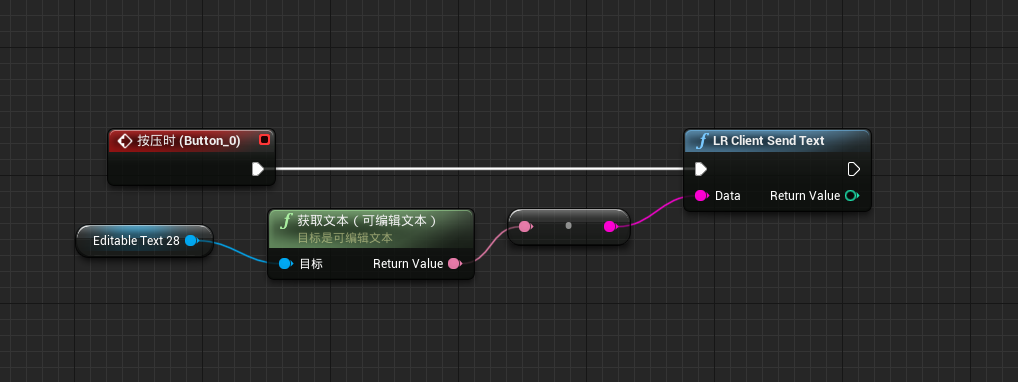 按压时 (Button_0)
LR Client Send Text
Data
Return Value
Editable Text 28
获取文本（可编辑文本）
目标是可编辑文本
目标
Return Value